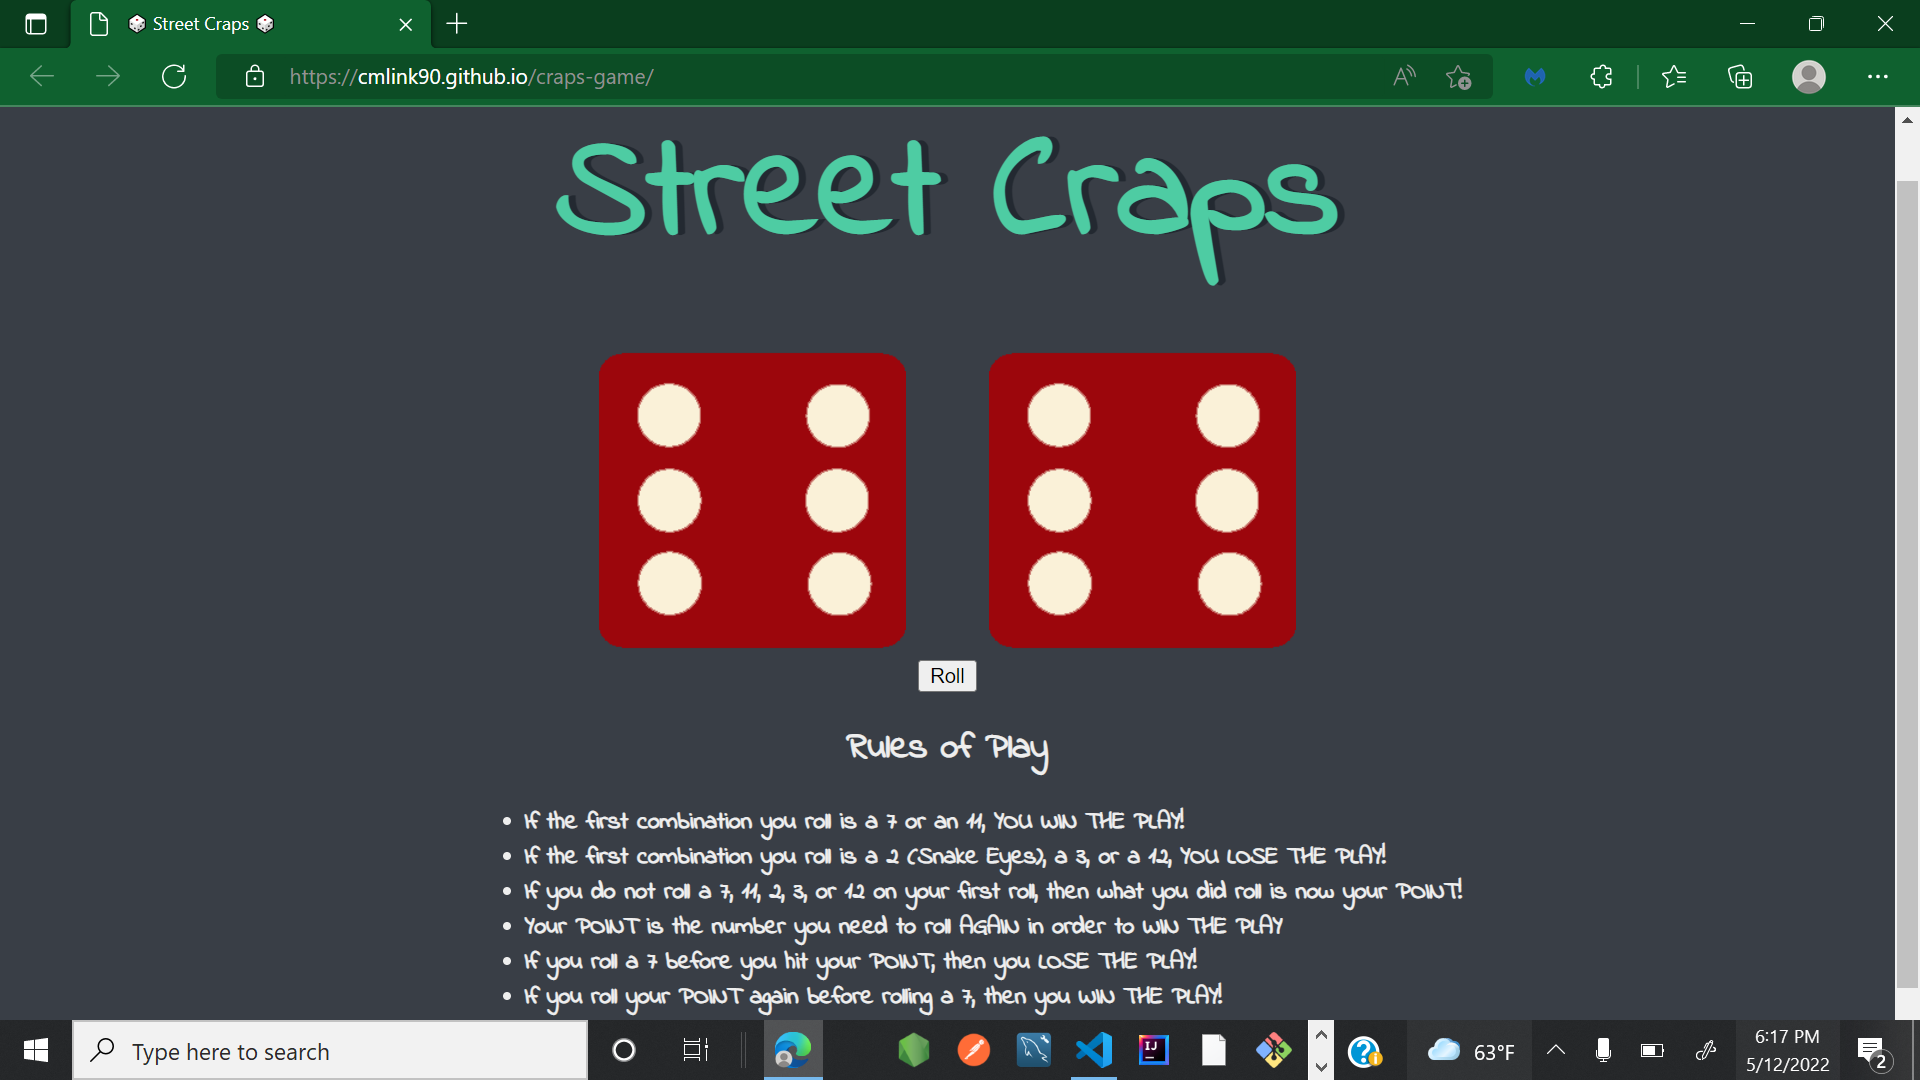 🎲 Street Craps 🎲
https://cmlink90.github.io/craps-game/
Street Craps
Roll
Rules of Play
• If the first combination you roll is a 7 or an 11, YOU WIN THE PLAY!
• If the first combination you roll is a 2 (Snake Eyes), a 3, or a 12, YOU LOSE THE PLAY!
• If you do not roll a 7, 11, 2, 3, or 12 on your first roll, then what you did roll is now your POINT!
• Your POINT is the number you need to roll AGAIN in order to WIN THE PLAY
• If you roll a 7 before you hit your POINT, then you LOSE THE PLAY!
• If you roll your POINT again before rolling a 7, then you WIN THE PLAY!
Type here to search
IJ
63°F
6:17 PM
5/12/2022
2